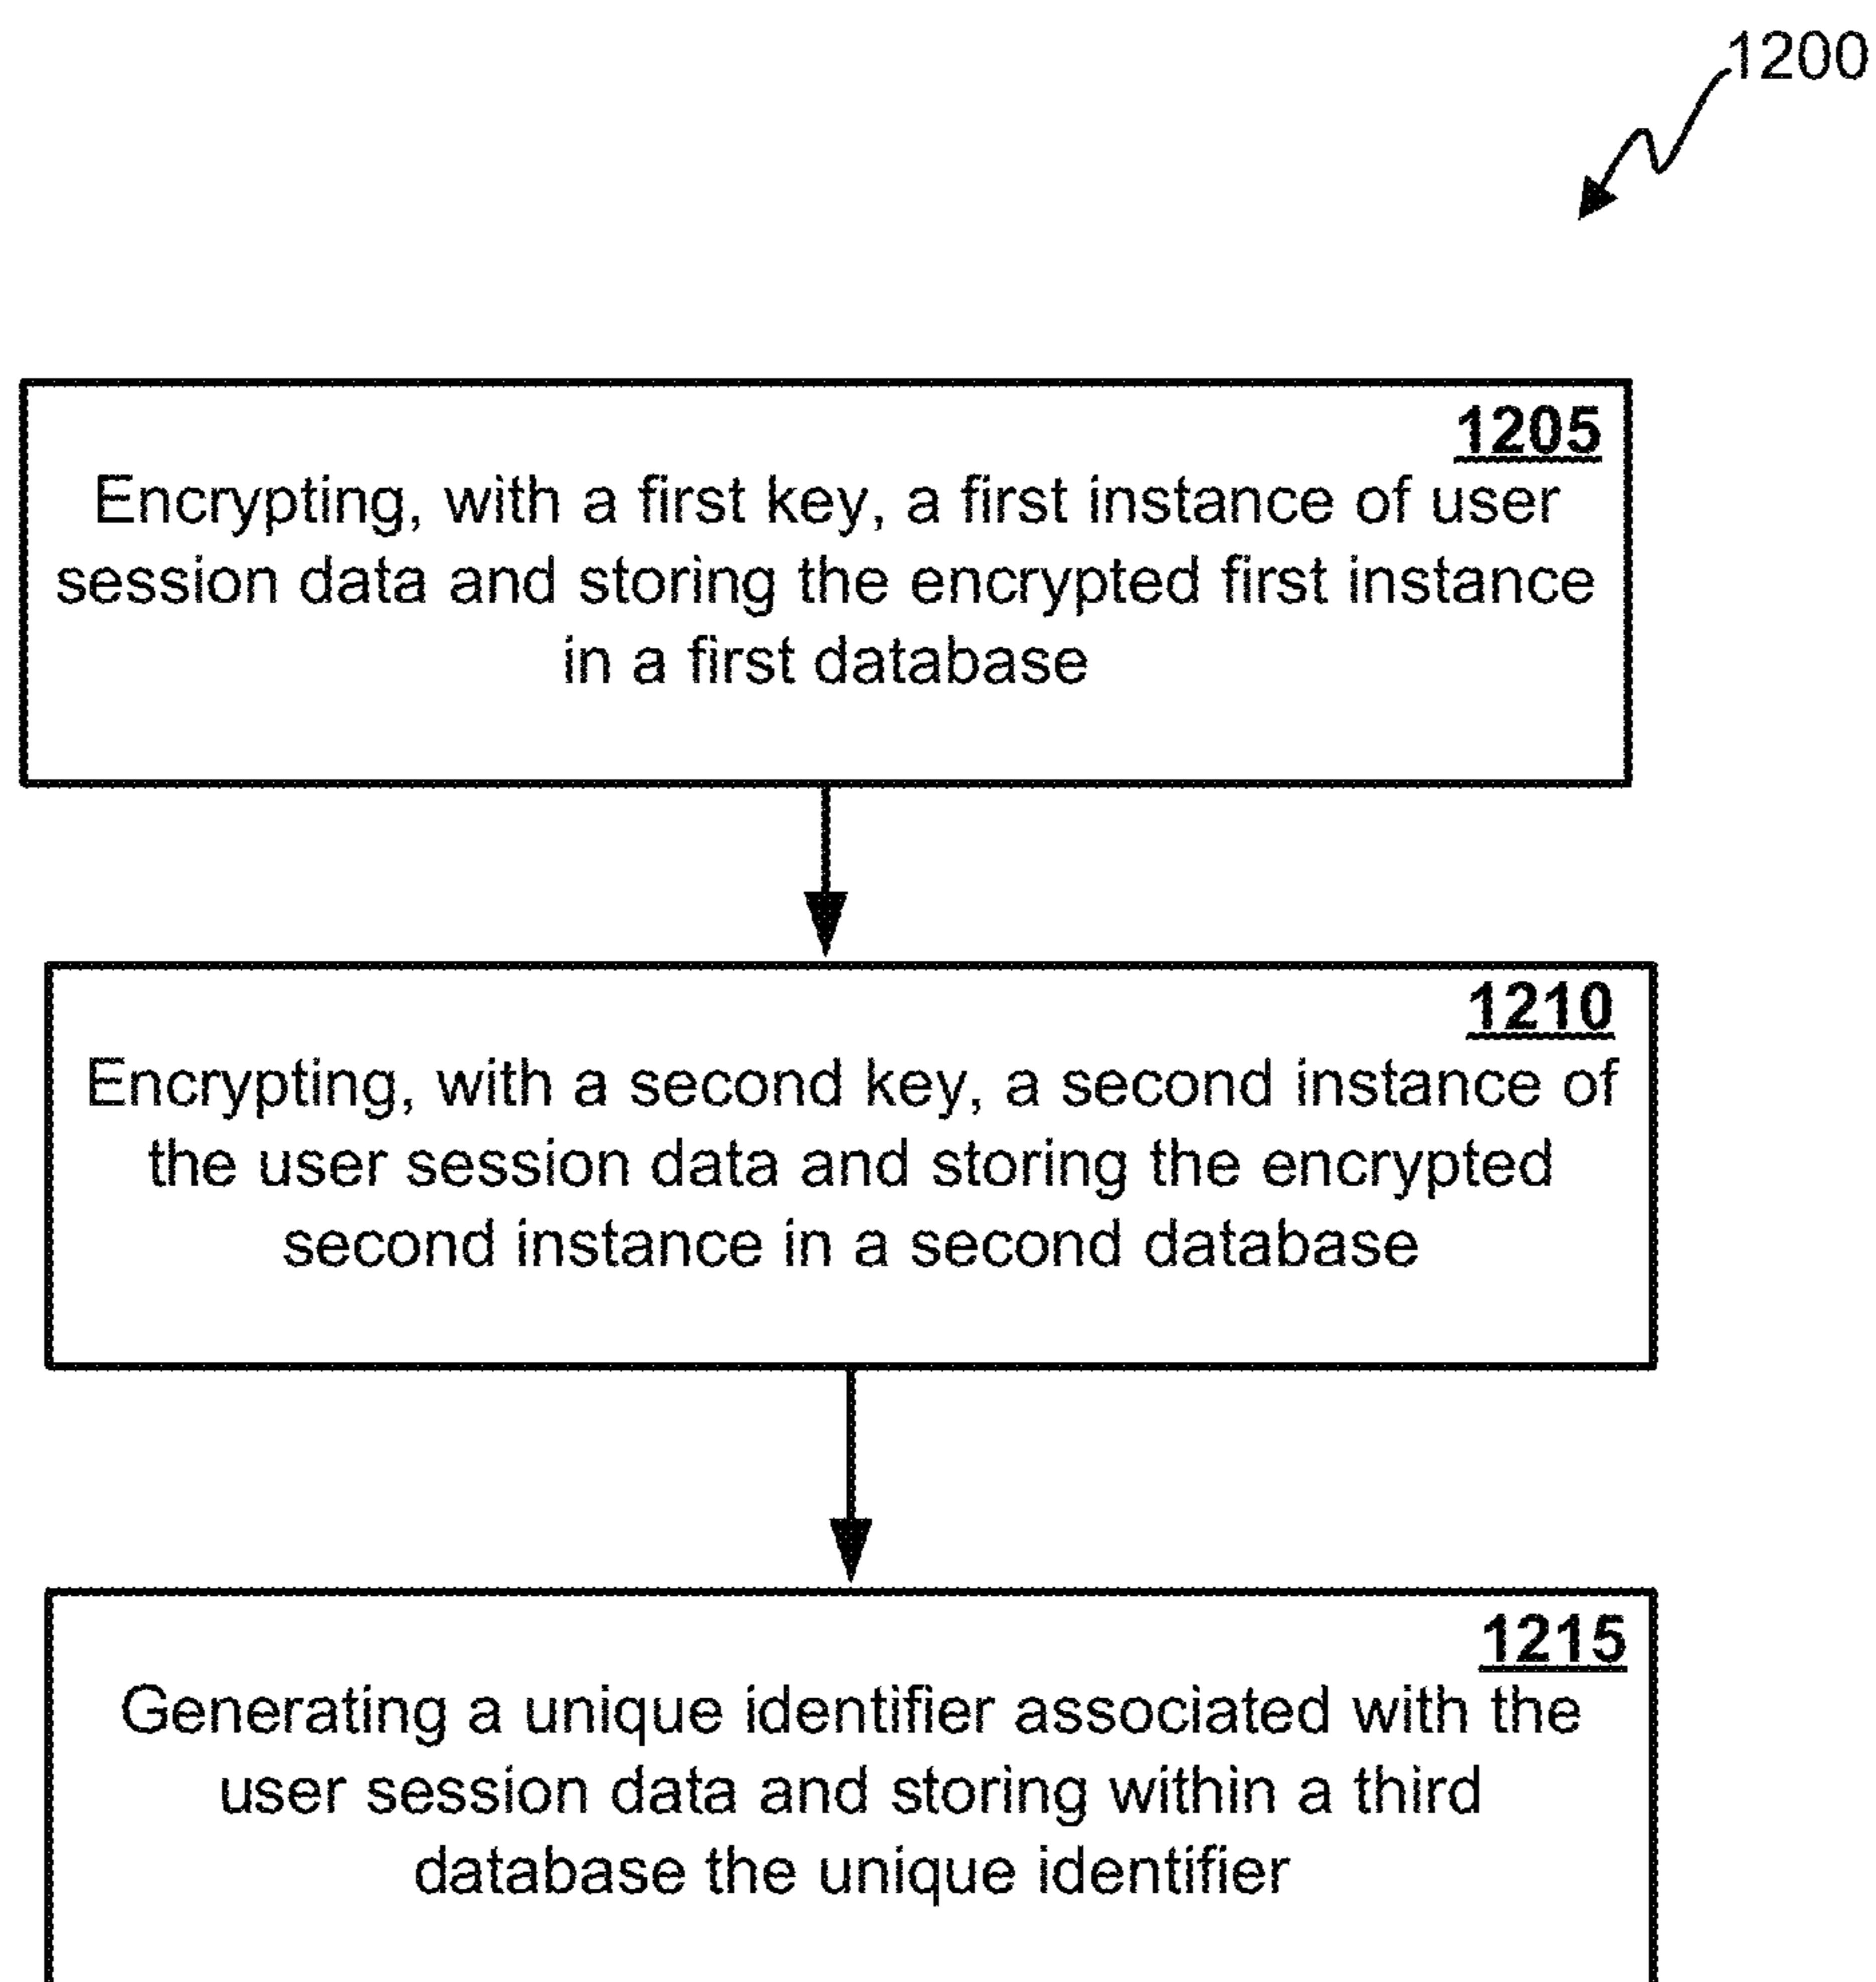 1200
1205
Encrypting, with a first key, a first instance of user
session data and storing the encrypted first instance
in a first database
1210
Encrypting, with a second key, a second instance of
the user session data and storing the encrypted
second instance in a second database
1215
Generating a unique identifier associated with the
user session data and storing within a third
database the unique identifier